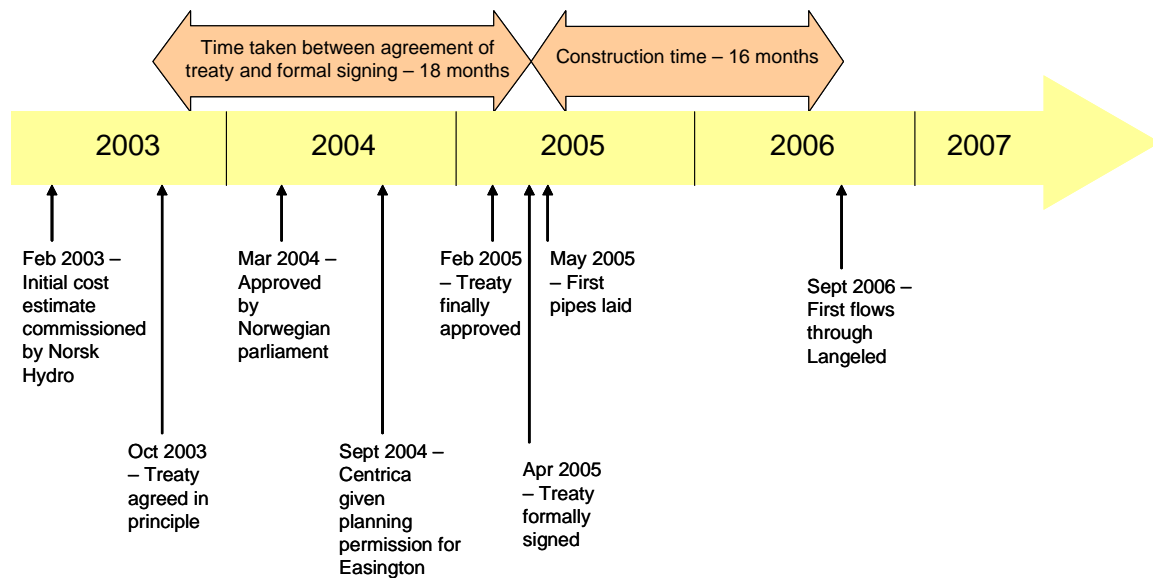 Time taken between agreement of
treaty and formal signing – 18 months
Construction time – 16 months
2003
2004
2005
2006
2007
Feb 2003 –
Initial cost
estimate
commissioned
by Norsk
Hydro
Oct 2003
– Treaty
agreed in
principle
Mar 2004 –
Approved
by
Norwegian
parliament
Sept 2004 –
Centrica
given
planning
permission for
Easington
Feb 2005
– Treaty
finally
approved
Apr 2005
– Treaty
formally
signed
May 2005
– First
pipes laid
Sept 2006 –
First flows
through
Langeled